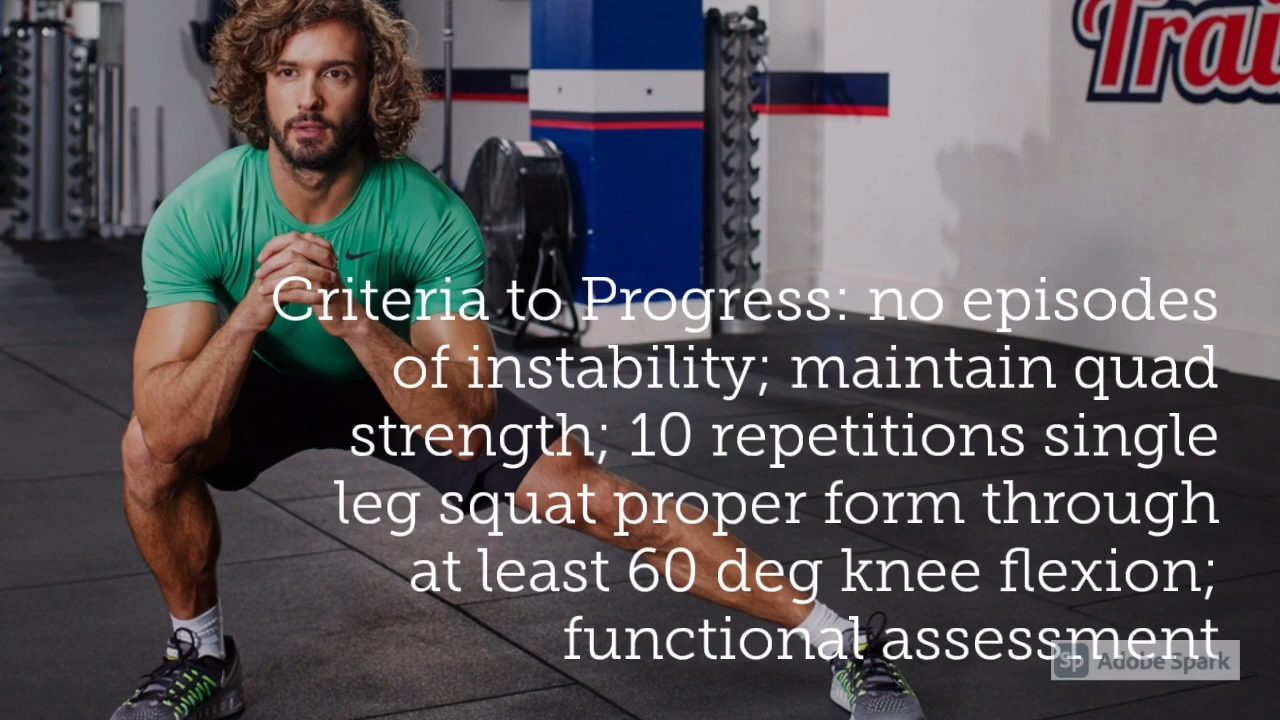 Trai
Criteria to Progress: no episodes
of instability; maintain quad
strength; 10 repetitions single
leg squat proper form through
at least 60 deg knee flexion;
functional assessment
Sp Adobe Spark